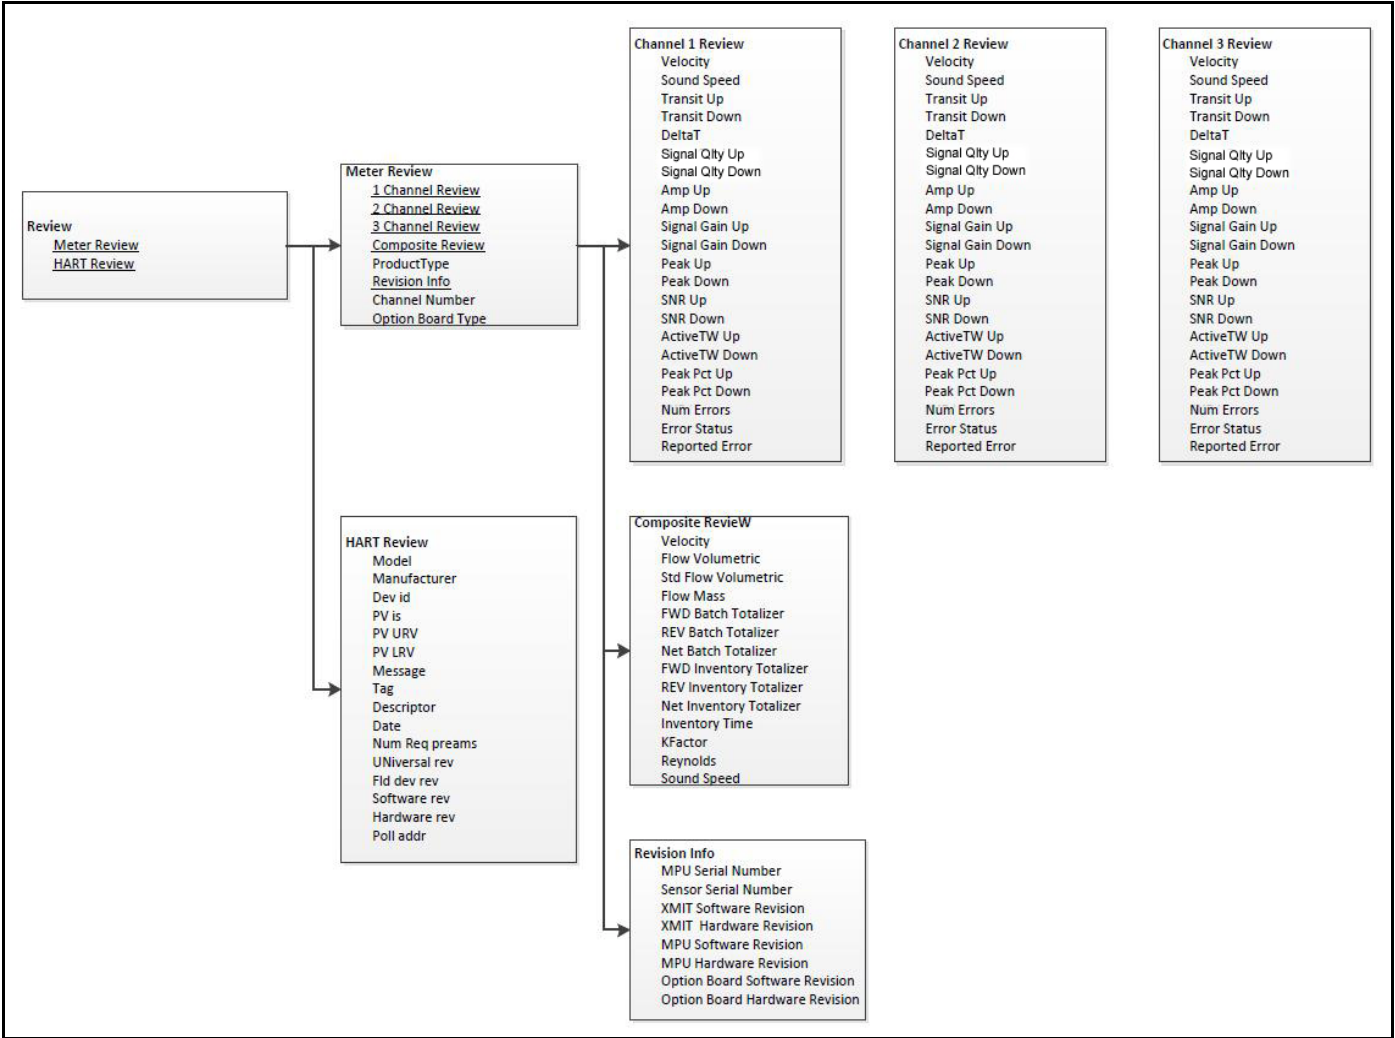 Review
Meter Review
HART Review
Meter Review
1 Channel Review
2 Channel Review
3 Channel Review
Composite Review
ProductType
Revision Info
Channel Number
Option Board Type
HART Review
Model
Manufacturer
Dev id
PV is
PV URV
PV LRV
Message
Tag
Descriptor
Date
Num Req preams
UNiversal rev
Fld dev rev
Software rev
Hardware rev
Poll addr
Channel 1 Review
Velocity
Sound Speed
Transit Up
Transit Down
DeltaT
Signal Qlty Up
Signal Qlty Down
Amp Up
Amp Down
Signal Gain Up
Signal Gain Down
Peak Up
Peak Down
SNR Up
SNR Down
ActiveTW Up
ActiveTW Down
Peak Pct Up
Peak Pct Down
Num Errors
Error Status
Reported Error
Channel 2 Review
Velocity
Sound Speed
Transit Up
Transit Down
DeltaT
Signal Qlty Up
Signal Qlty Down
Amp Up
Amp Down
Signal Gain Up
Signal Gain Down
Peak Up
Peak Down
SNR Up
SNR Down
ActiveTW Up
ActiveTW Down
Peak Pct Up
Peak Pct Down
Num Errors
Error Status
Reported Error
Channel 3 Review
Velocity
Sound Speed
Transit Up
Transit Down
DeltaT
Signal Qlty Up
Signal Qlty Down
Amp Up
Amp Down
Signal Gain Up
Signal Gain Down
Peak Up
Peak Down
SNR Up
SNR Down
ActiveTW Up
ActiveTW Down
Peak Pct Up
Peak Pct Down
Num Errors
Error Status
Reported Error
Composite RevieW
Velocity
Flow Volumetric
Std Flow Volumetric
Flow Mass
FWD Batch Totalizer
REV Batch Totalizer
Net Batch Totalizer
FWD Inventory Totalizer
REV Inventory Totalizer
Net Inventory Totalizer
Inventory Time
KFactor
Reynolds
Sound Speed
Revision Info
MPU Serial Number
Sensor Serial Number
XMIT Software Revision
XMIT Hardware Revision
MPU Software Revision
MPU Hardware Revision
Option Board Software Revision
Option Board Hardware Revision